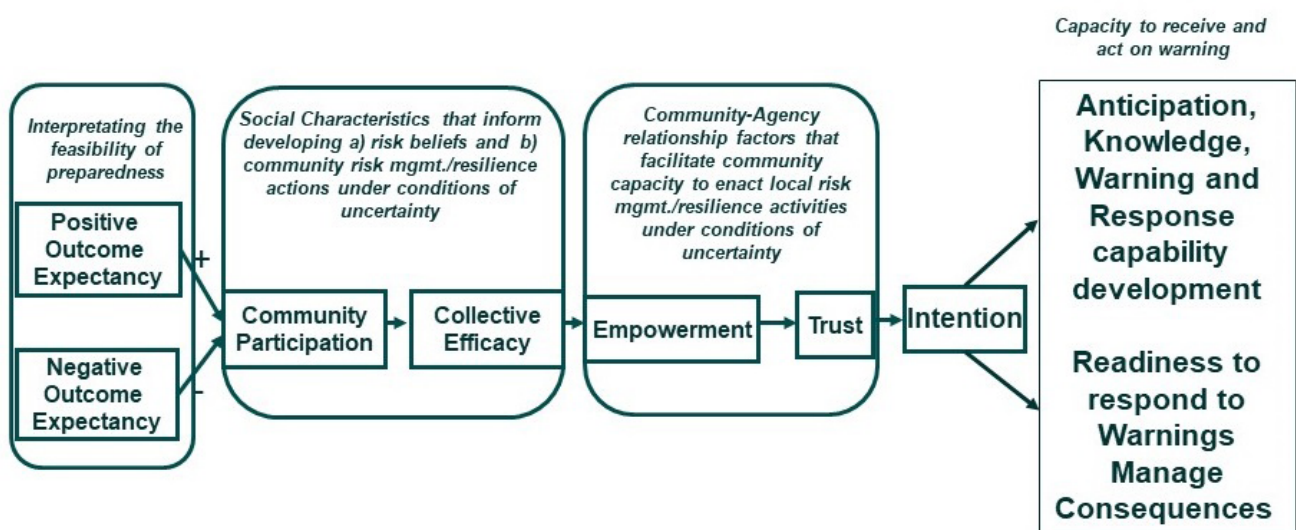 Capacity to receive and
act on warning
Interpretating the
feasibility of
preparedness
Positive
Outcome
Expectancy
+
Negative
Outcome
Expectancy
-
Social Characteristics that inform
developing a) risk beliefs and b)
community risk mgmt./resilience
actions under conditions of
uncertainty
Community
Participation
Collective
Efficacy
Community-Agency
relationship factors that
facilitate community
capacity to enact local risk
mgmt./resilience activities
under conditions of
uncertainty
Empowerment
Trust
Intention
Anticipation,
Knowledge,
Warning and
Response
capability
development
Readiness to
respond to
Warnings
Manage
Consequences